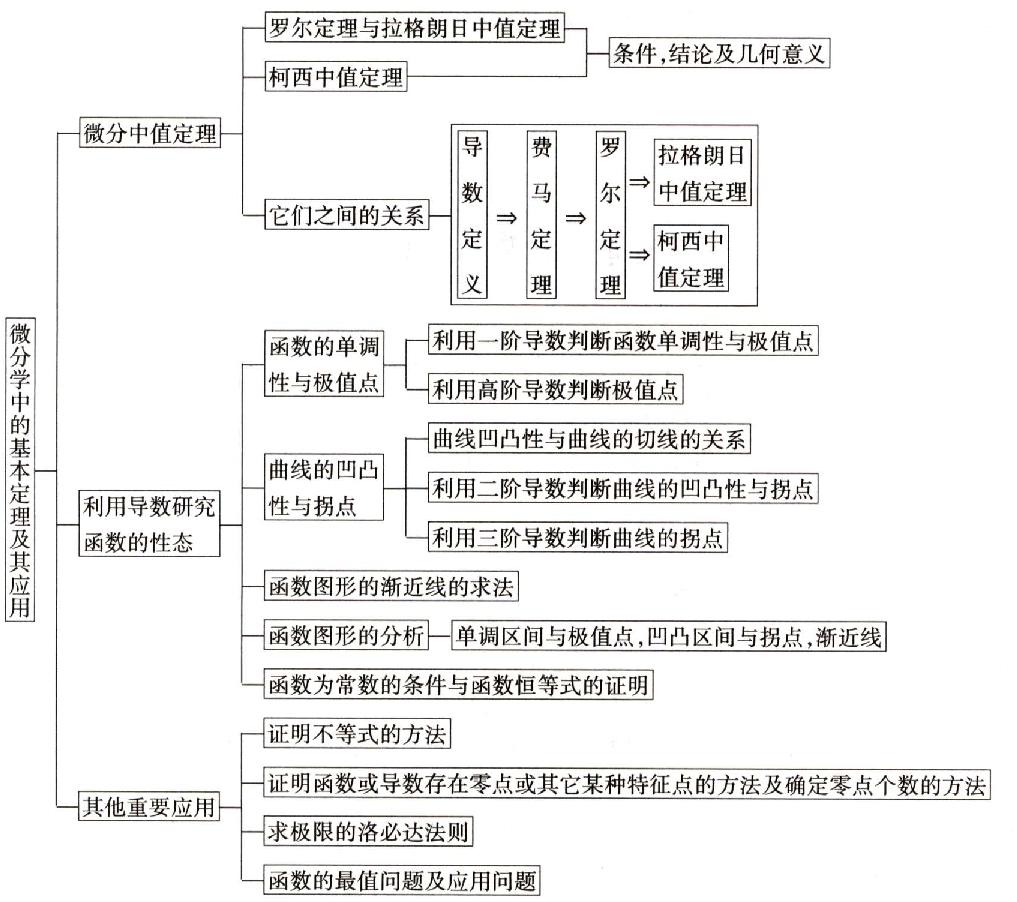 微分学中的基本定理及其应用
微分中值定理
罗尔定理与拉格朗日中值定理
柯西中值定理
条件,结论及几何意义
它们之间的关系
导数定义
⇒
费马定理
⇒
罗尔定理
⇒
拉格朗日
中值定理
⇒
柯西中
值定理
利用导数研究
函数的性态
函数的单调
性与极值点
利用一阶导数判断函数单调性与极值点
利用高阶导数判断极值点
曲线的凹凸
性与拐点
曲线凹凸性与曲线的切线的关系
利用二阶导数判断曲线的凹凸性与拐点
利用三阶导数判断曲线的拐点
函数图形的渐近线的求法
函数图形的分析
单调区间与极值点,凹凸区间与拐点,渐近线
函数为常数的条件与函数恒等式的证明
其他重要应用
证明不等式的方法
证明函数或导数存在零点或其它某种特征点的方法及确定零点个数的方法
求极限的洛必达法则
函数的最值问题及应用问题